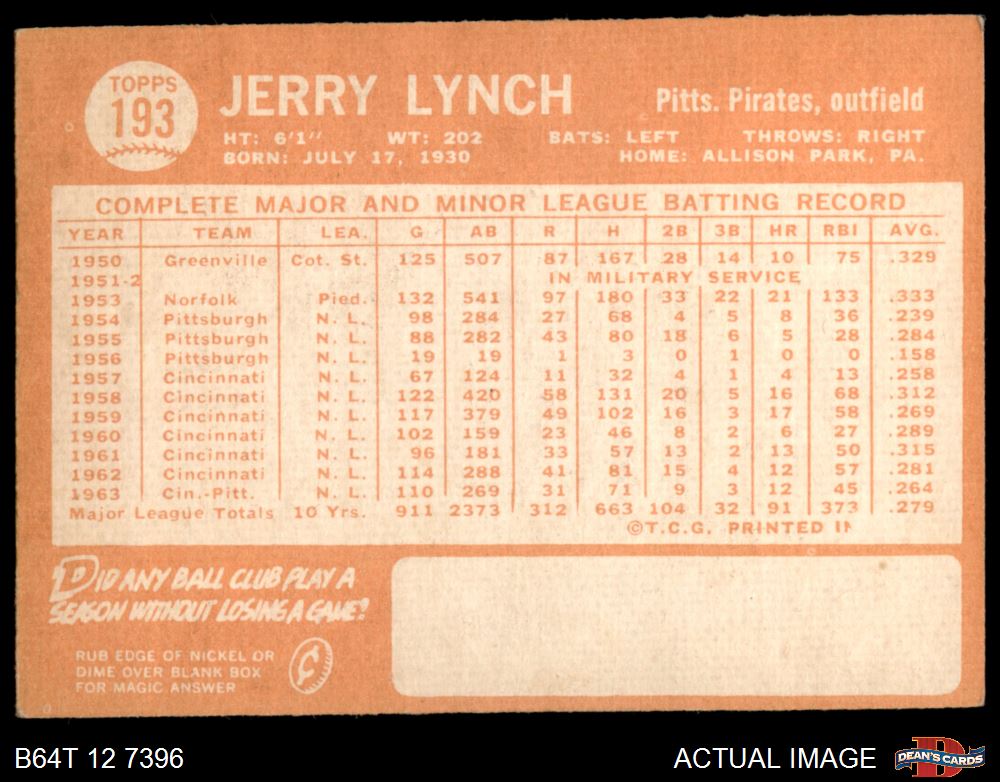 TOPPS
193
JERRY LYNCH
Pitts. Pirates, outfield
HT: 6'1" WT: 202 BATS: LEFT THROWS: RIGHT
BORN: JULY 17, 1930 HOME: ALLISON PARK, PA.
COMPLETE MAJOR AND MINOR LEAGUE BATTING RECORD
YEAR TEAM LEA. G AB R H 2B 3B HR RBI AVG.
1950 Greenville Cot. St. 125 507 87 167 28 14 10 75 .329
1951-2 IN MILITARY SERVICE
1953 Norfolk Pied. 132 541 97 180 33 22 21 133 .333
1954 Pittsburgh N. L. 98 284 27 68 4 5 8 36 .239
1955 Pittsburgh N. L. 88 282 43 80 18 6 5 28 .284
1956 Pittsburgh N. L. 19 19 1 3 0 1 0 0 .158
1957 Cincinnati N. L. 67 124 11 32 4 1 4 13 .258
1958 Cincinnati N. L. 122 420 58 131 20 5 16 68 .312
1959 Cincinnati N. L. 117 379 49 102 16 3 17 58 .269
1960 Cincinnati N. L. 102 159 23 46 8 2 6 27 .289
1961 Cincinnati N. L. 96 181 33 57 13 2 13 50 .315
1962 Cincinnati N. L. 114 288 41 81 15 4 12 57 .281
1963 Cin.-Pitt. N. L. 110 269 31 71 9 3 12 45 .264
Major League Totals 10 Yrs. 911 2373 312 663 104 32 91 373 .279
©T.C.G. PRINTED IN
DID ANY BALL CLUB PLAY A
SEASON WITHOUT LOSING A GAME?
RUB EDGE OF NICKEL OR
DIME OVER BLANK BOX
FOR MAGIC ANSWER
B64T 12 7396
ACTUAL IMAGE
DEAN'S CARDS